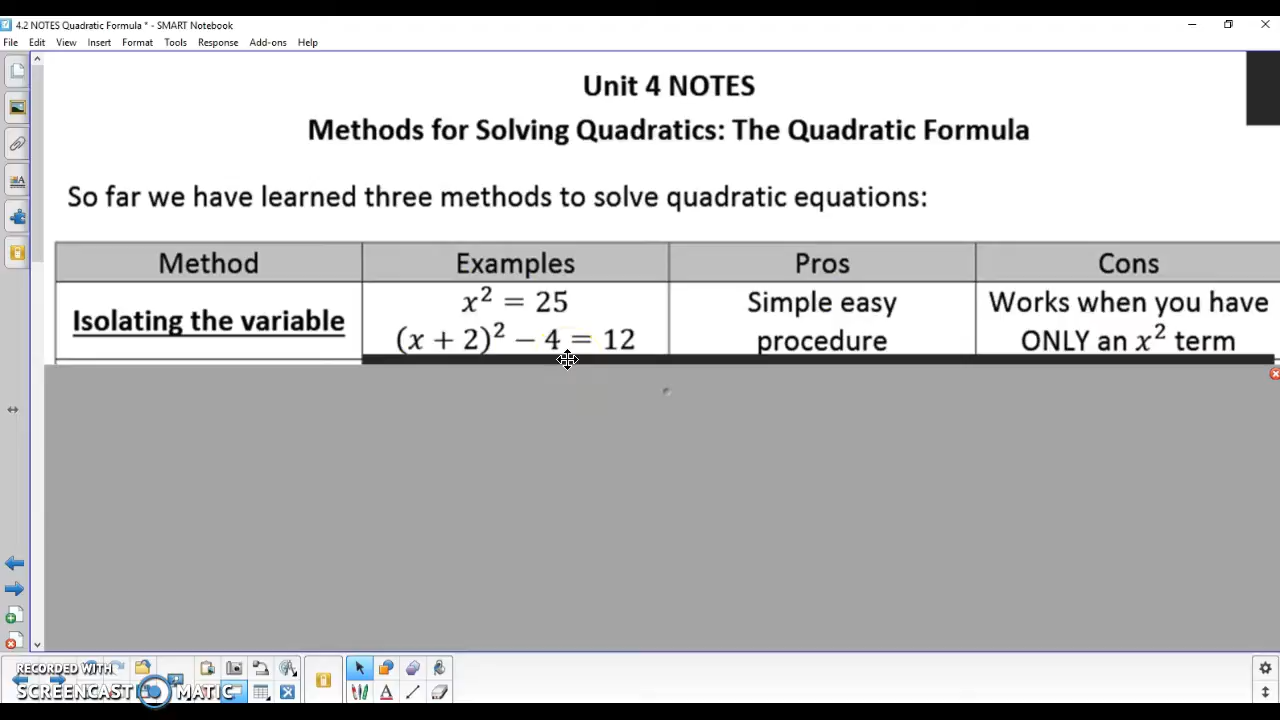 4.2 NOTES Quadratic Formula * - SMART Notebook
File Edit View Insert Format Tools Response Add-ons Help
Unit 4 NOTES
Methods for Solving Quadratics: The Quadratic Formula
So far we have learned three methods to solve quadratic equations:
Method Examples Pros Cons
Isolating the variable
x² = 25
(x + 2)² − 4 = 12
Simple easy
procedure
Works when you have
ONLY an x² term
RECORDED WITH
SCREENCAST MATIC